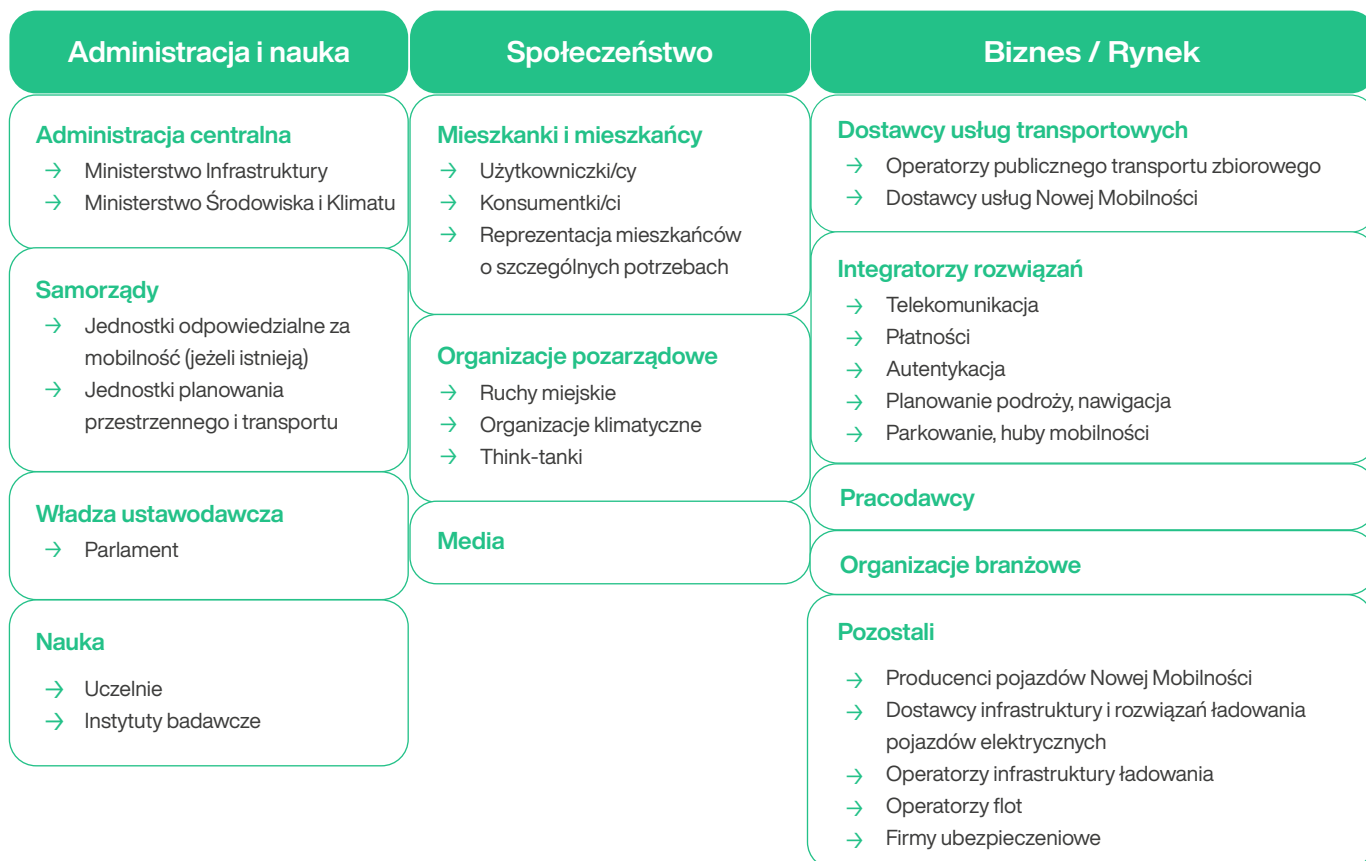 Administracja i nauka
Administracja centralna
→ Ministerstwo Infrastruktury
→ Ministerstwo Środowiska i Klimatu
Samorządy
→ Jednostki odpowiedzialne za
mobilność (jeżeli istnieją)
→ Jednostki planowania
przestrzennego i transportu
Władza ustawodawcza
→ Parlament
Nauka
→ Uczelnie
→ Instytuty badawcze
Społeczeństwo
Mieszkanki i mieszkańcy
→ Użytkowniczki/cy
→ Konsumentki/ci
→ Reprezentacja mieszkańców
o szczególnych potrzebach
Organizacje pozarządowe
→ Ruchy miejskie
→ Organizacje klimatyczne
→ Think-tanki
Media
Biznes / Rynek
Dostawcy usług transportowych
→ Operatorzy publicznego transportu zbiorowego
→ Dostawcy usług Nowej Mobilności
Integratorzy rozwiązań
→ Telekomunikacja
→ Płatności
→ Autentykacja
→ Planowanie podroży, nawigacja
→ Parkowanie, huby mobilności
Pracodawcy
Organizacje branżowe
Pozostali
→ Producenci pojazdów Nowej Mobilności
→ Dostawcy infrastruktury i rozwiązań ładowania
pojazdów elektrycznych
→ Operatorzy infrastruktury ładowania
→ Operatorzy flot
→ Firmy ubezpieczeniowe